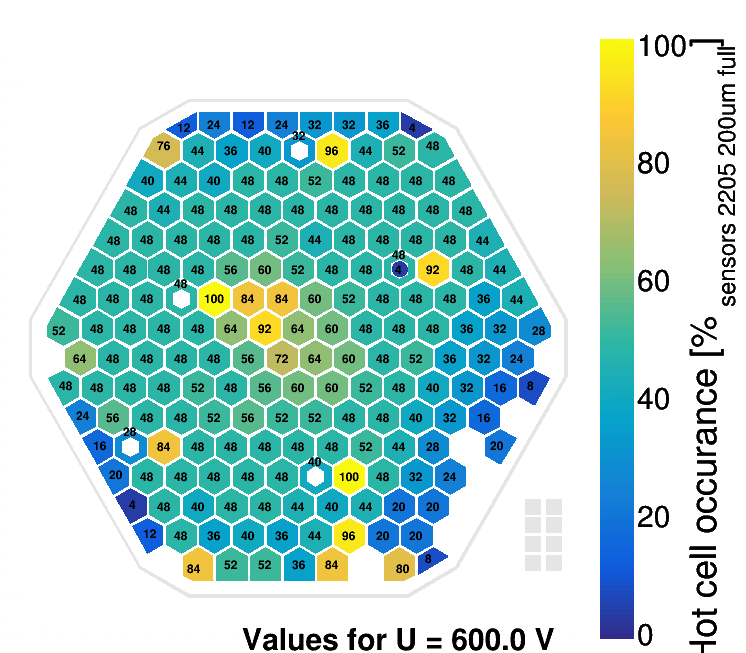 12 24 12 24 32 32 36 4
76 44 36 40 32 96 44 52 48
40 44 40 48 48 52 48 48 48 48
48 44 48 48 48 48 48 48 48 48 48
48 48 48 48 48 52 44 48 48 48 48 44
48 48 48 48 56 60 52 48 48 48 4 92 48 44
48 48 48 48 100 84 84 60 52 48 48 48 36 44
52 48 48 48 48 64 92 64 60 48 48 48 36 32 28
64 48 48 48 48 56 72 64 60 48 52 36 32 24
48 48 48 48 52 48 56 60 60 52 48 40 32 16 8
24 56 48 48 52 56 52 52 48 48 40 32 16
16 28 84 48 48 48 48 48 52 44 28 20
20 48 48 48 48 48 40 100 48 32 24
4 48 40 48 48 44 40 44 20 20
12 48 36 40 36 44 96 20 20
84 52 52 36 84 80 8
Values for U = 600.0 V
100
80
60
40
20
0
Hot cell occurance [%]
sensors 2205 200um full